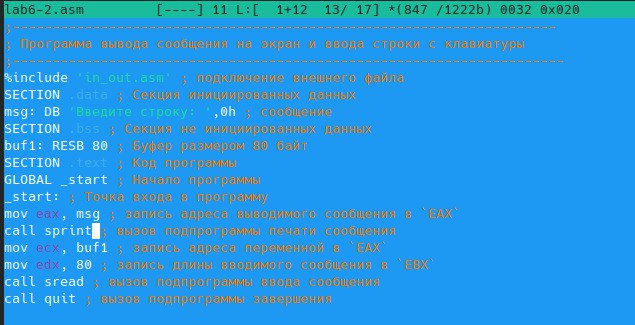 lab6-2.asm [----] 11 L:[ 1+12 13/ 17] *(847 /1222b) 0032 0x020
;--------------------------------------------------------------------
; Программа вывода сообщения на экран и ввода строки с клавиатуры
;---------------------------------------------------------------------
%include 'in_out.asm' ; подключение внешнего файла
SECTION .data ; Секция инициированных данных
msg: DB 'Введите строку: ',0h ; сообщение
SECTION .bss ; Секция не инициированных данных
buf1: RESB 80 ; Буфер размером 80 байт
SECTION .text ; Код программы
GLOBAL _start ; Начало программы
_start: ; Точка входа в программу
mov eax, msg ; запись адреса выводимого сообщения в `EAX`
call sprint ; вызов подпрограммы печати сообщения
mov ecx, buf1 ; запись адреса переменной в `EAX`
mov edx, 80 ; запись длины вводимого сообщения в `EBX`
call sread ; вызов подпрограммы ввода сообщения
call quit ; вызов подпрограммы завершения